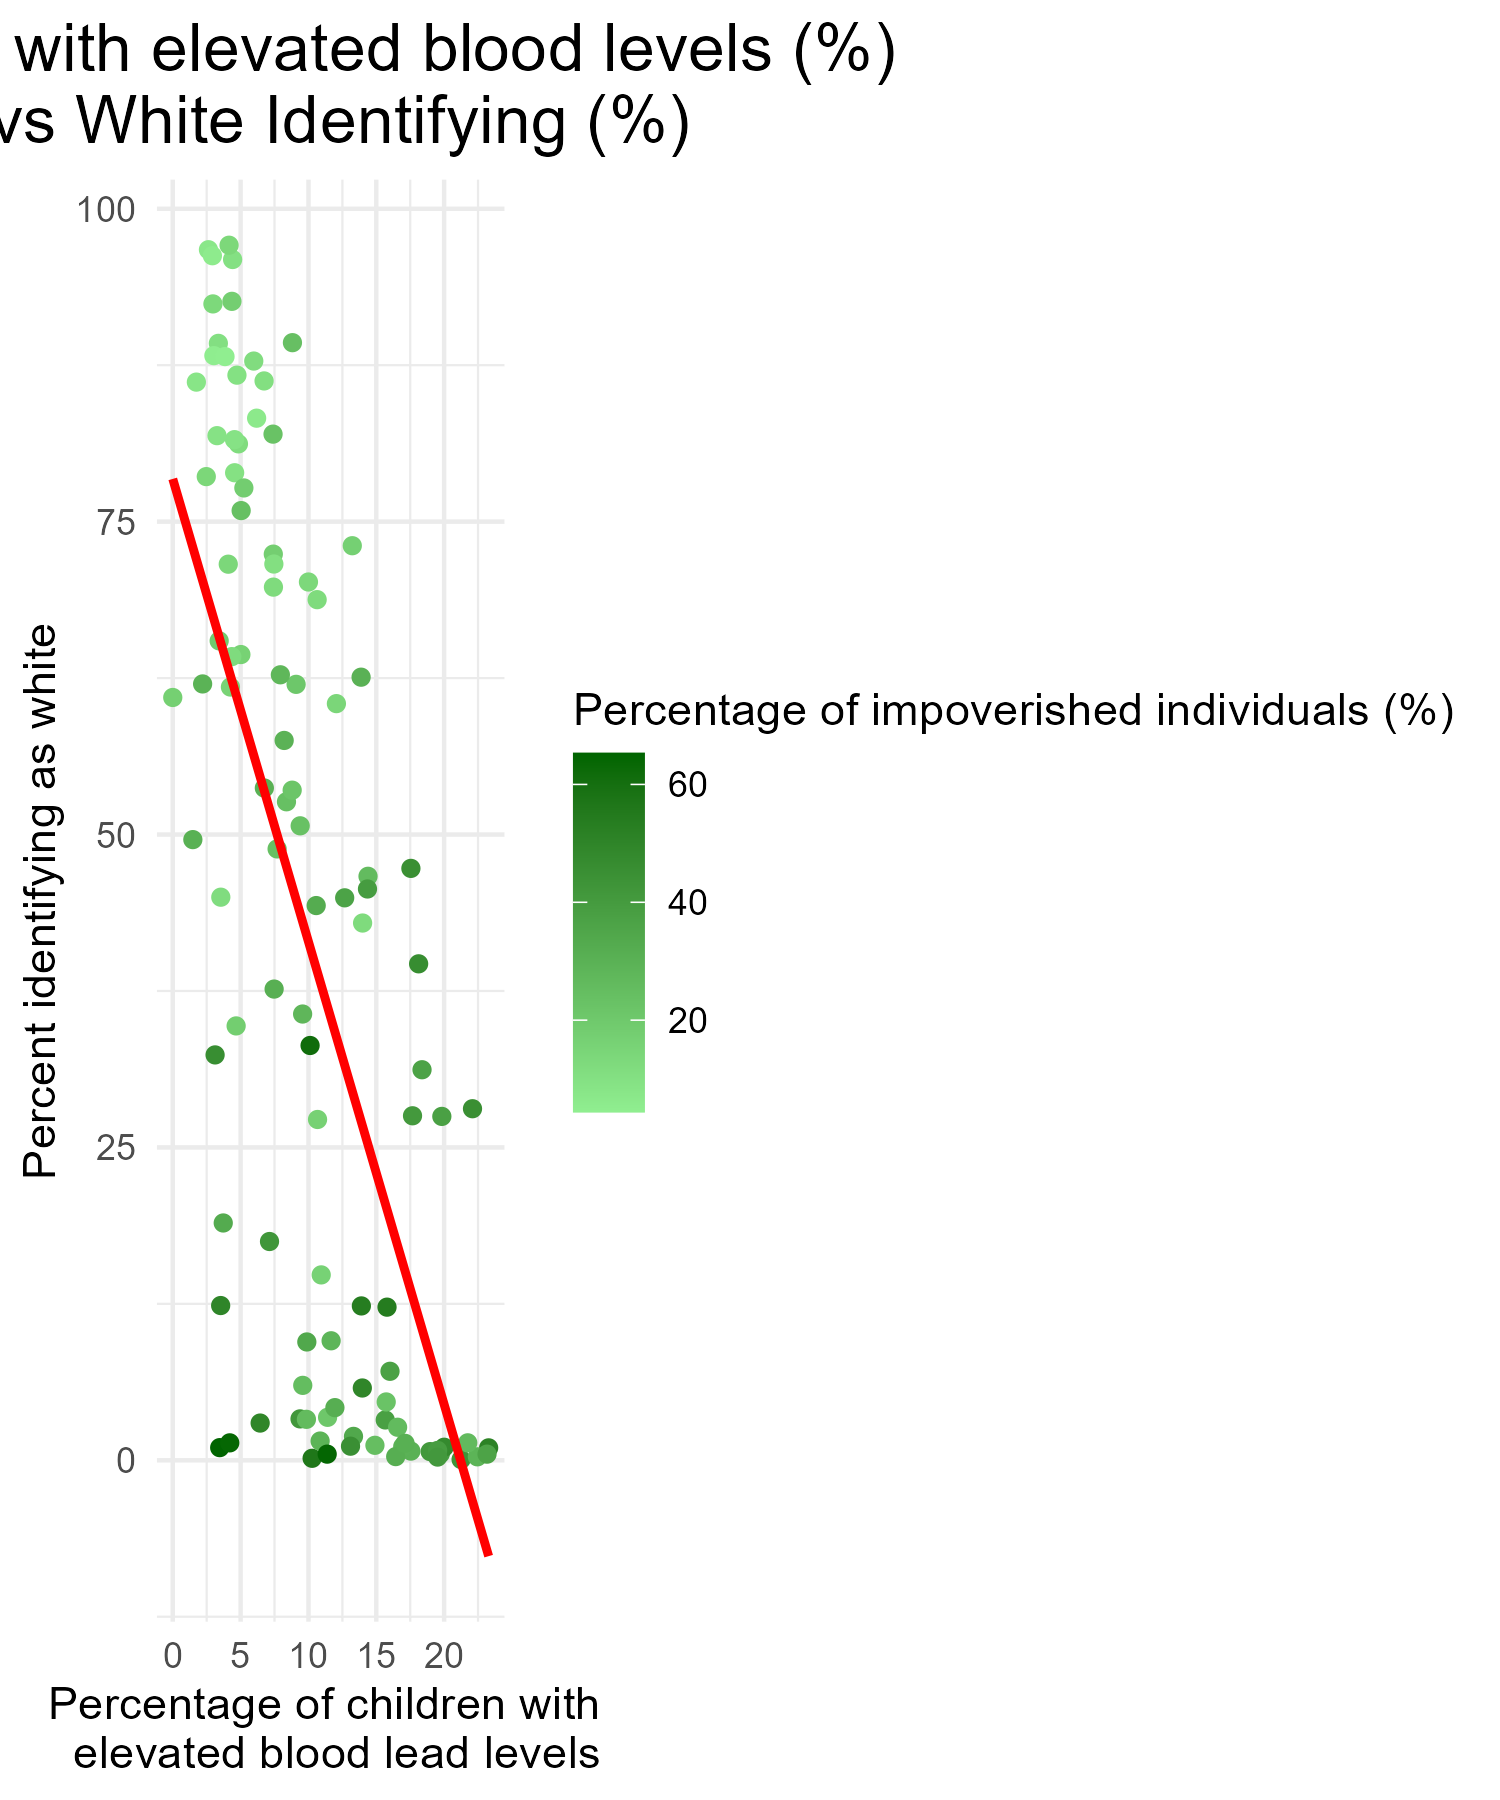 with elevated blood levels (%)
vs White Identifying (%)
Percent identifying as white
100
75
50
25
0
0 5 10 15 20
Percentage of children with
elevated blood lead levels
Percentage of impoverished individuals (%)
60
40
20